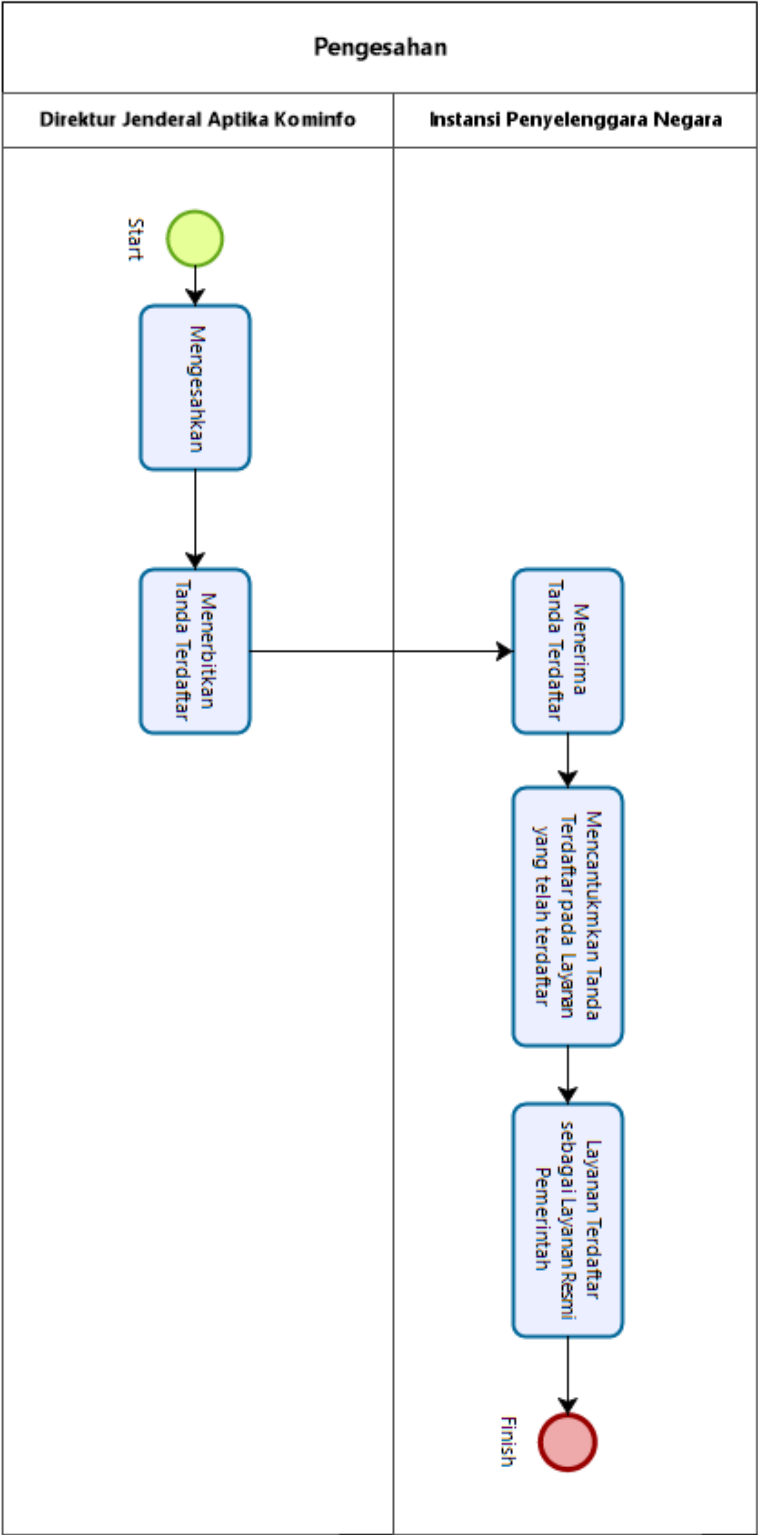 Pengesahan
Direktur Jenderal Aptika Kominfo
Instansi Penyelenggara Negara
Start
Mengesahkan
Menerbitkan
Tanda Terdaftar
Menerima
Tanda Terdaftar
Mencantukmkan Tanda
Terdaftar pada Layanan
yang telah terdaftar
Layanan Terdaftar
sebagai Layanan Resmi
Pemerintah
Finish